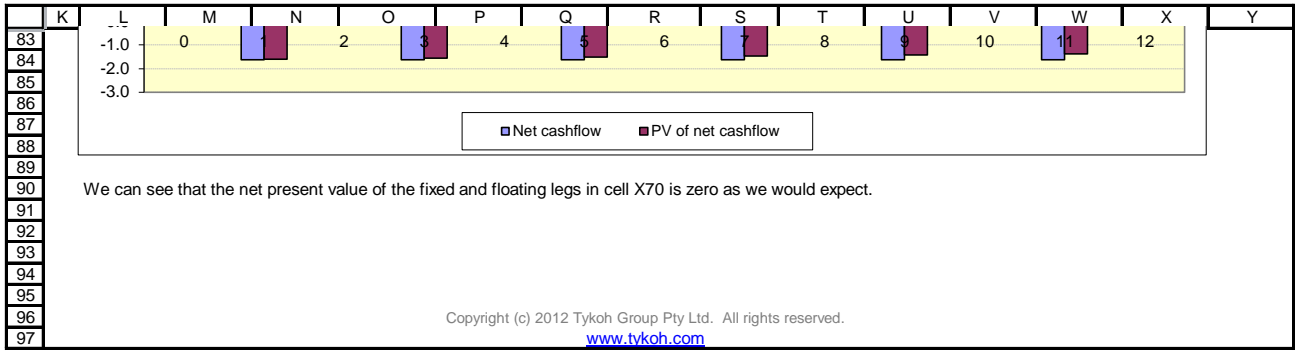 K L M N O P Q R S T U V W X Y
83 -1.0 0 1 2 3 4 5 6 7 8 9 10 11 12
84 -2.0
85 -3.0
86
87 Net cashflow PV of net cashflow
88
89
90 We can see that the net present value of the fixed and floating legs in cell X70 is zero as we would expect.
91
92
93
94
95
96 Copyright (c) 2012 Tykoh Group Pty Ltd. All rights reserved.
97 www.tykoh.com